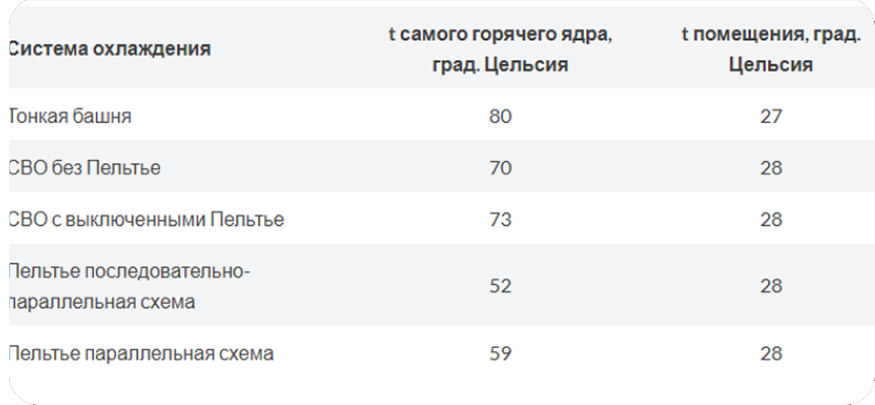 Система охлаждения
t самого горячего ядра,
град. Цельсия
t помещения, град.
Цельсия
Тонкая башня 80 27
СВО без Пельтье 70 28
СВО с выключенными Пельтье 73 28
Пельтье последовательно-
параллельная схема 52 28
Пельтье параллельная схема 59 28